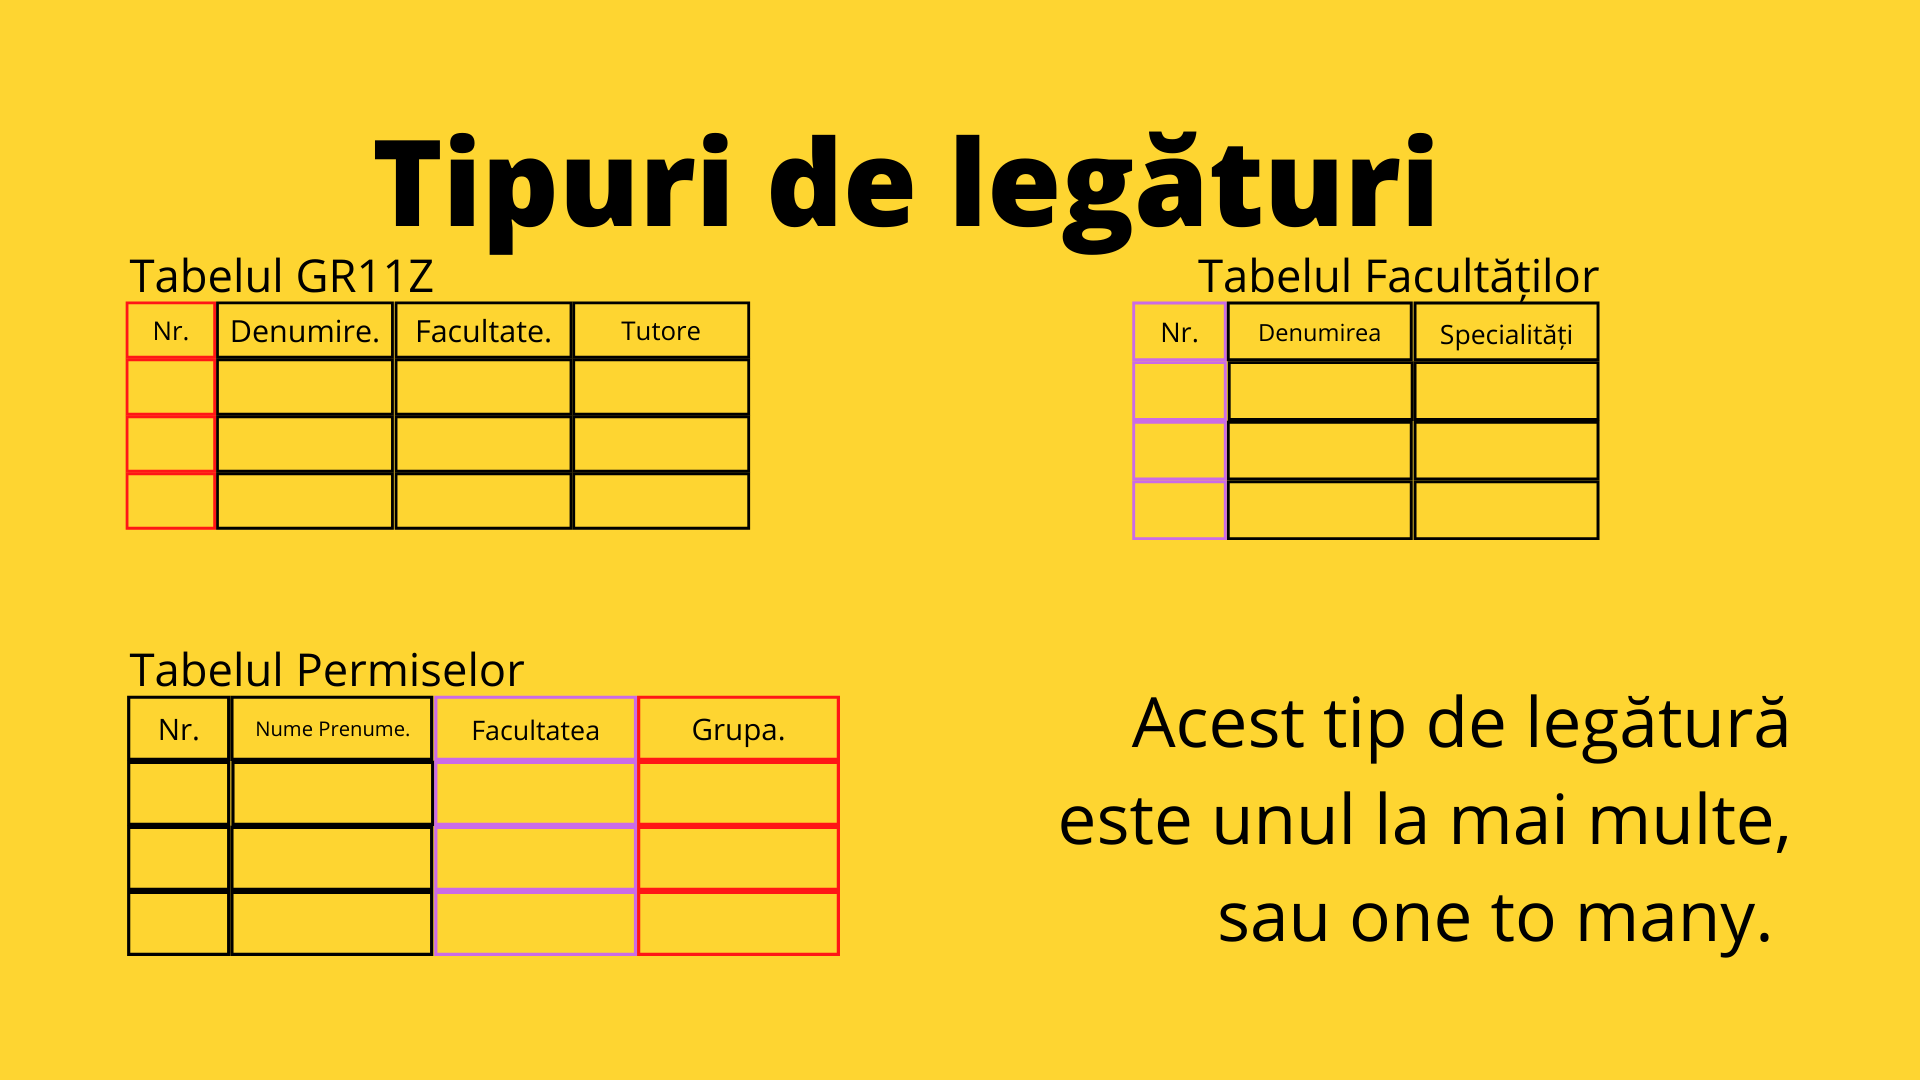 Tipuri de legături
Tabelul GR11Z
Nr. Denumire. Facultate. Tutore
Tabelul Facultăților
Nr. Denumirea Specialități
Tabelul Permiselor
Nr. Nume Prenume. Facultatea Grupa.
Acest tip de legătură
este unul la mai multe,
sau one to many.